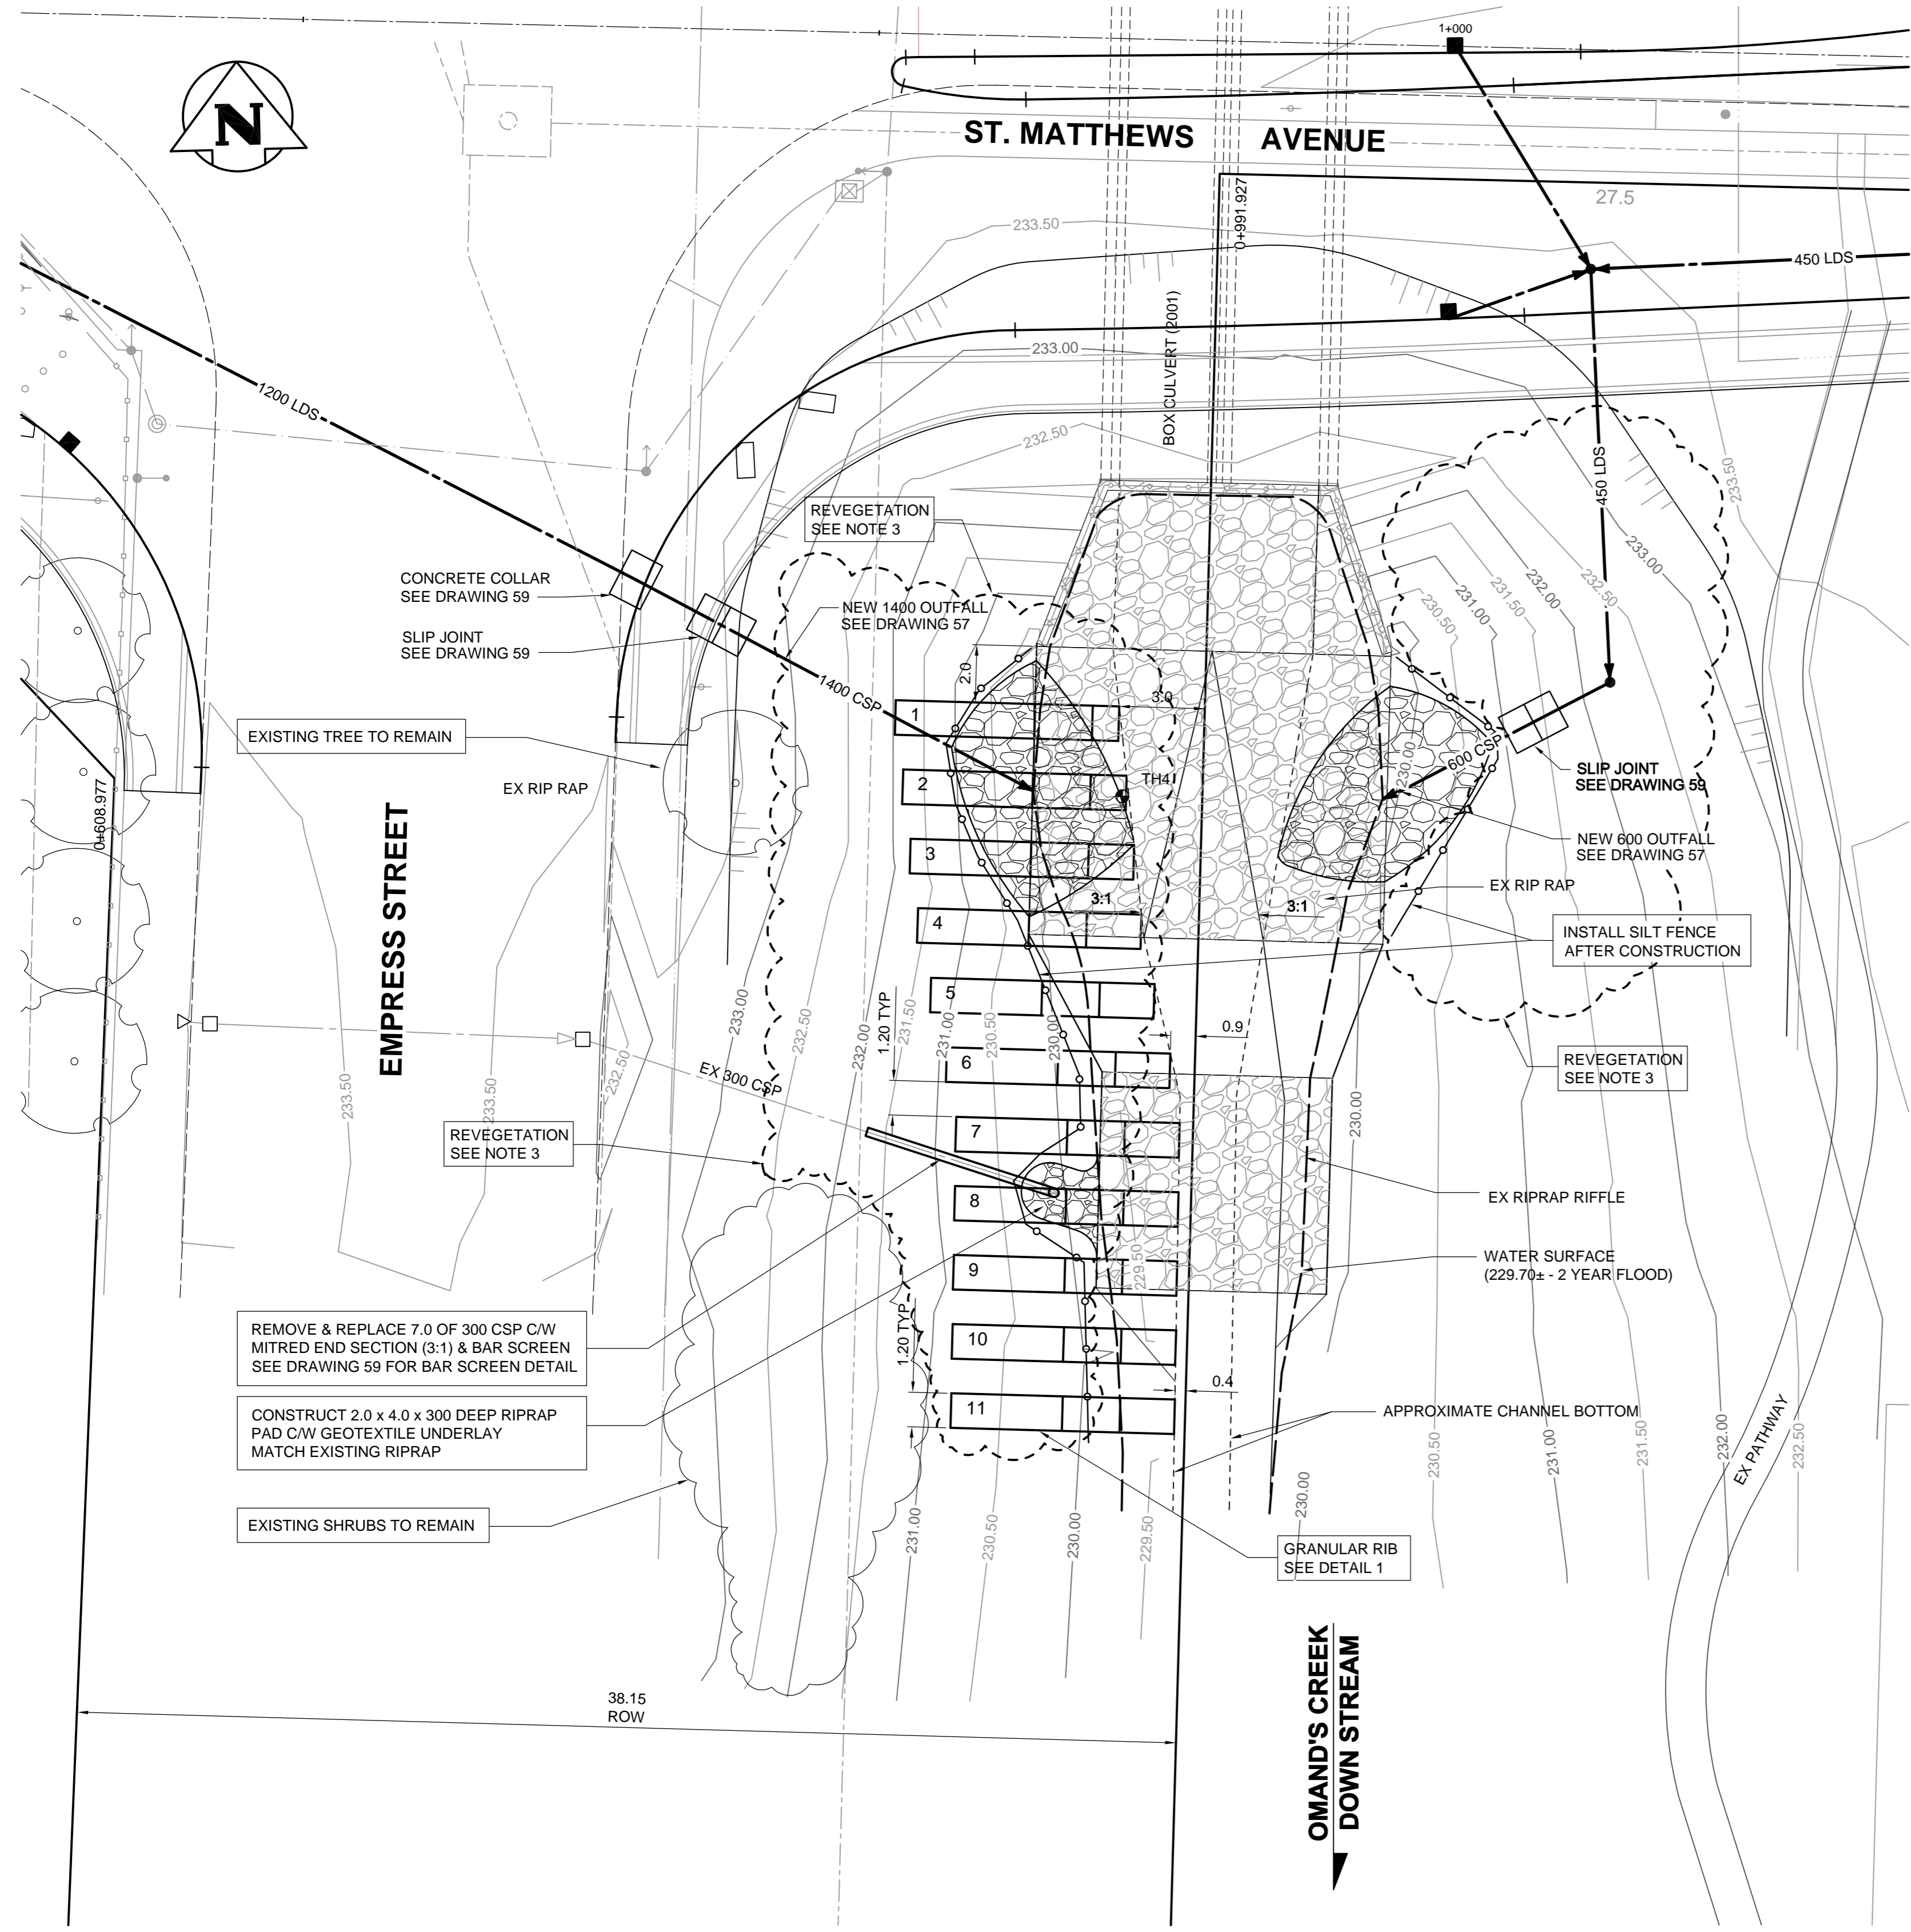 1+000
N
ST. MATTHEWS AVENUE
27.5
0+991.927
233.50
450 LDS
BOX CULVERT (2001)
233.00
1200 LDS
232.50
450 LDS
233.50
REVEGETATION
SEE NOTE 3
233.00
CONCRETE COLLAR
SEE DRAWING 59
NEW 1400 OUTFALL
SEE DRAWING 57
230.50
231.00
231.50
232.00
232.50
SLIP JOINT
SEE DRAWING 59
2.0
1400 CSP
3.0
1
EXISTING TREE TO REMAIN
600 CSP
230.00
SLIP JOINT
SEE DRAWING 59
EX RIP RAP
2
TH4
0+608.977
EMPRESS STREET
NEW 600 OUTFALL
SEE DRAWING 57
3
EX RIP RAP
3:1
3:1
4
INSTALL SILT FENCE
AFTER CONSTRUCTION
5
233.00
232.50
232.00
1.20 TYP
231.50
231.00
230.50
230.00
0.9
6
EX 300 CSP
233.50
233.50
232.50
REVEGETATION
SEE NOTE 3
230.00
7
REVEGETATION
SEE NOTE 3
8
EX RIPRAP RIFFLE
9
229.50
WATER SURFACE
(229.70± - 2 YEAR FLOOD)
REMOVE & REPLACE 7.0 OF 300 CSP C/W
MITRED END SECTION (3:1) & BAR SCREEN
SEE DRAWING 59 FOR BAR SCREEN DETAIL
1.20 TYP
10
0.4
11
APPROXIMATE CHANNEL BOTTOM
CONSTRUCT 2.0 x 4.0 x 300 DEEP RIPRAP
PAD C/W GEOTEXTILE UNDERLAY
MATCH EXISTING RIPRAP
230.50
231.00
231.50
232.00
EX PATHWAY
232.50
EXISTING SHRUBS TO REMAIN
231.00
230.50
230.00
229.50
230.00
GRANULAR RIB
SEE DETAIL 1
38.15
ROW
OMAND'S CREEK
DOWN STREAM